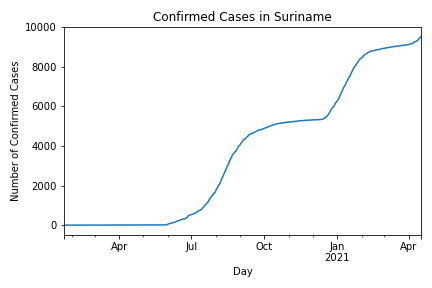 Confirmed Cases in Suriname
10000
8000
6000
4000
2000
0
Number of Confirmed Cases
Apr Jul Oct Jan Apr
2021
Day